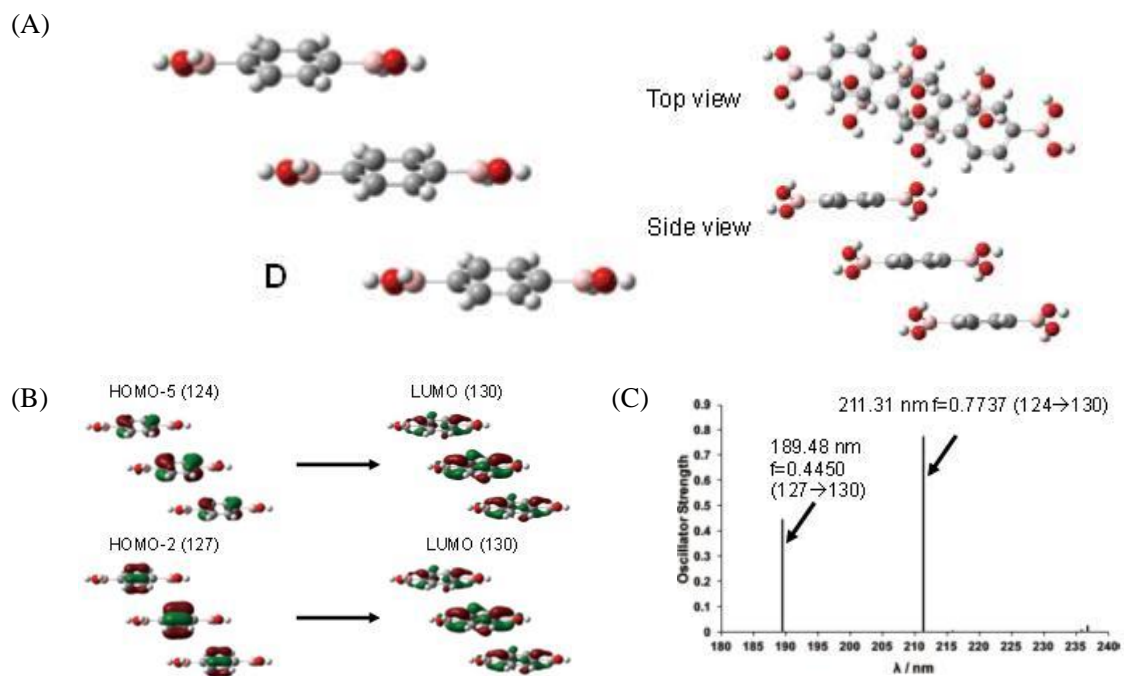 (A)
Top view
Side view
D
(B)
HOMO-5 (124)
LUMO (130)
HOMO-2 (127)
LUMO (130)
(C)
211.31 nm f=0.7737 (124→130)
189.48 nm
f=0.4450
(127→130)
Oscillator Strength
0.9
0.8
0.7
0.6
0.5
0.4
0.3
0.2
0.1
0
180 185 190 195 200 205 210 215 220 225 230 235 240
λ / nm